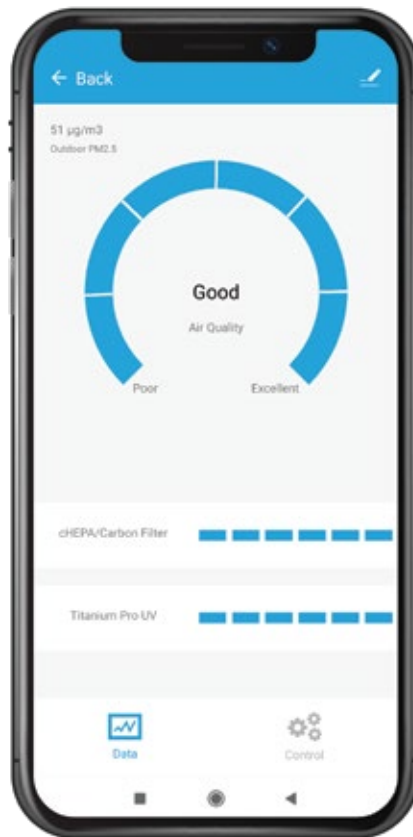 Back
51 µg/m3
Outdoor PM2.5
Good
Air Quality
Poor Excellent
cHEPA/Carbon Filter
Titanium Pro UV
Data Control